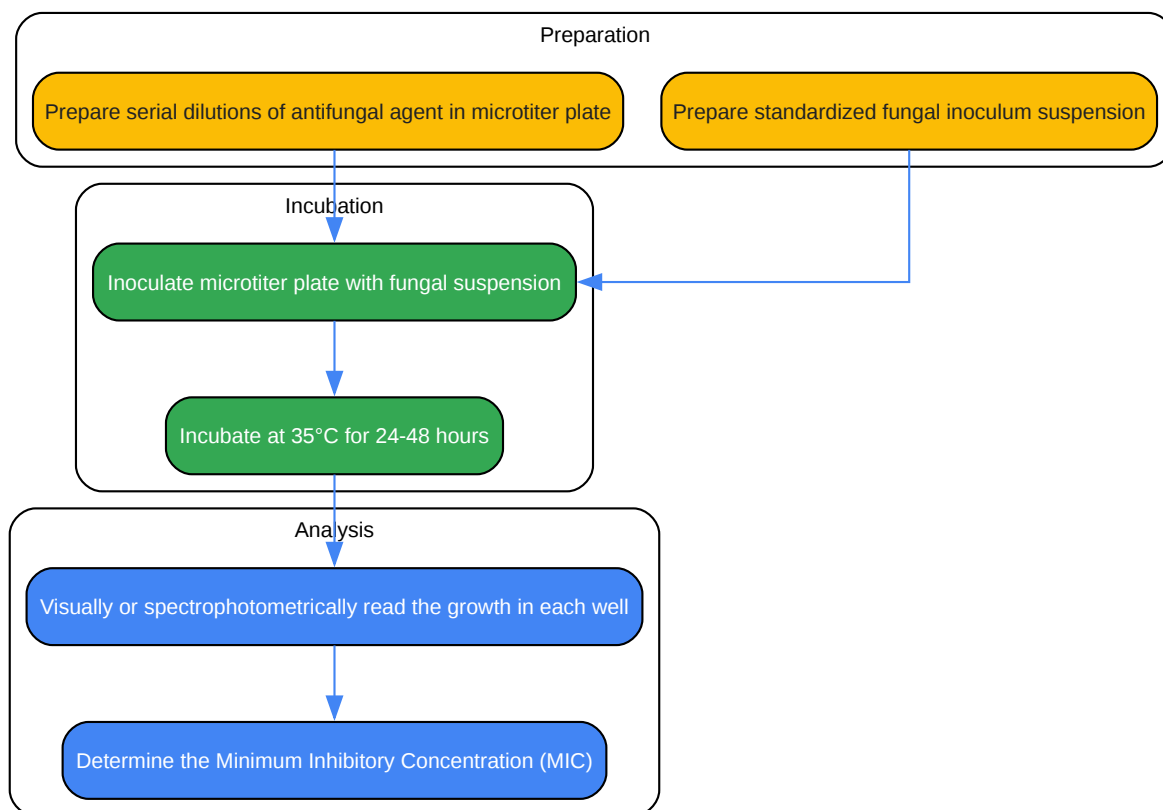 Preparation
Prepare serial dilutions of antifungal agent in microtiter plate
Prepare standardized fungal inoculum suspension
Incubation
Inoculate microtiter plate with fungal suspension
Incubate at 35°C for 24-48 hours
Analysis
Visually or spectrophotometrically read the growth in each well
Determine the Minimum Inhibitory Concentration (MIC)